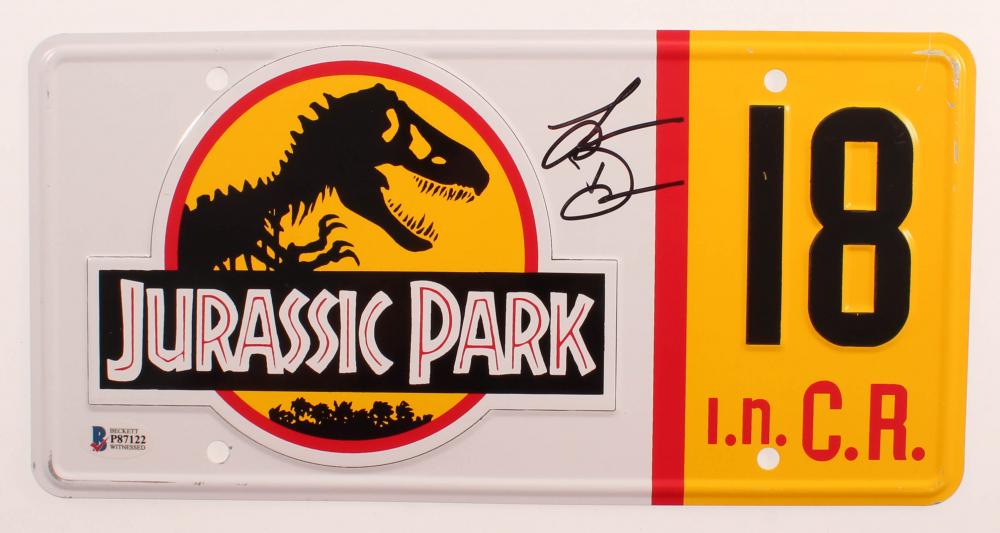 JURASSIC PARK
18
I.n. C.R.
BECKETT
P87122
WITNESSED